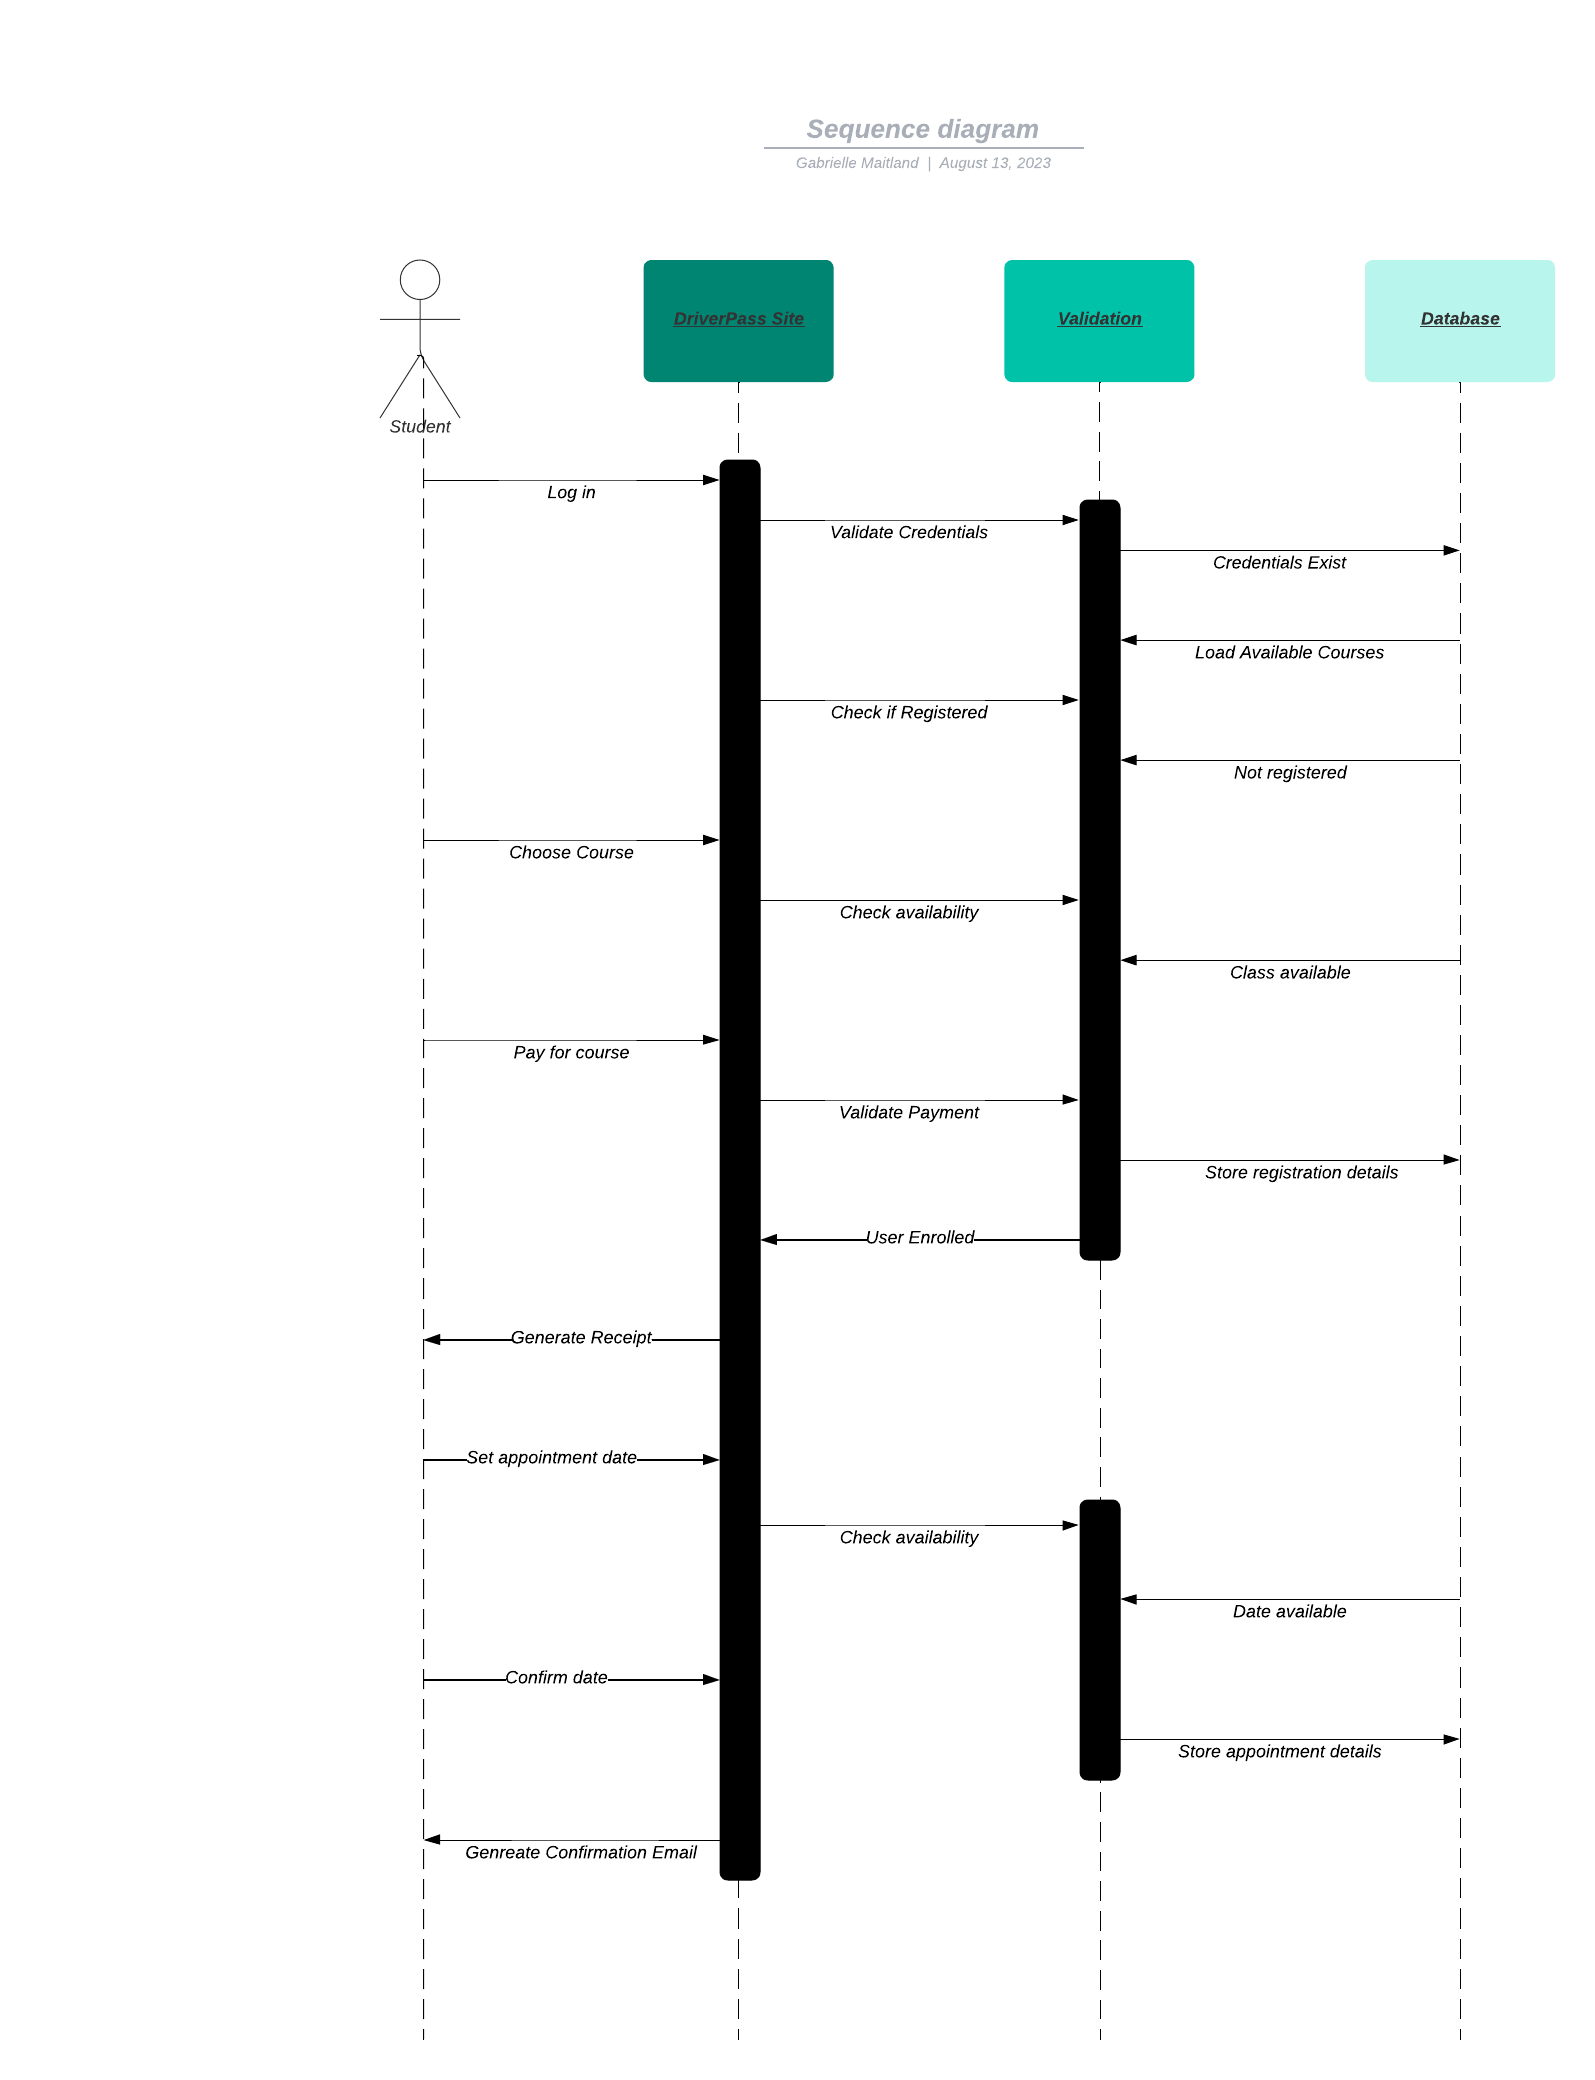 Sequence diagram
Gabrielle Maitland | August 13, 2023
DriverPass Site
Validation
Database
Student
Log in
Validate Credentials
Credentials Exist
Load Available Courses
Check if Registered
Not registered
Choose Course
Check availability
Class available
Pay for course
Validate Payment
Store registration details
User Enrolled
Generate Receipt
Set appointment date
Check availability
Date available
Confirm date
Store appointment details
Genreate Confirmation Email